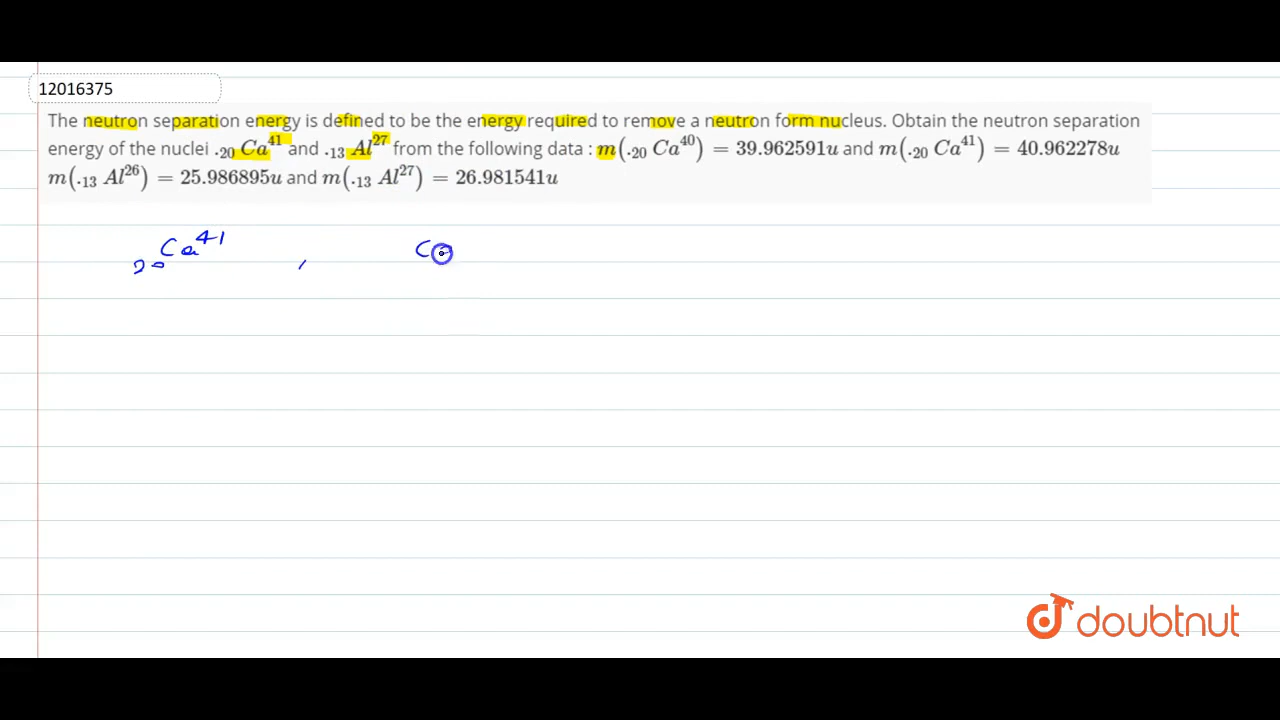 12016375
The neutron separation energy is defined to be the energy required to remove a neutron form nucleus. Obtain the neutron separation
energy of the nuclei .₂₀ Ca⁴¹ and .₁₃ Al²⁷ from the following data : m(.₂₀ Ca⁴⁰) = 39.962591u and m(.₂₀ Ca⁴¹) = 40.962278u
m(.₁₃ Al²⁶) = 25.986895u and m(.₁₃ Al²⁷) = 26.981541u
₂₀Ca⁴¹ , Ca
doubtnut